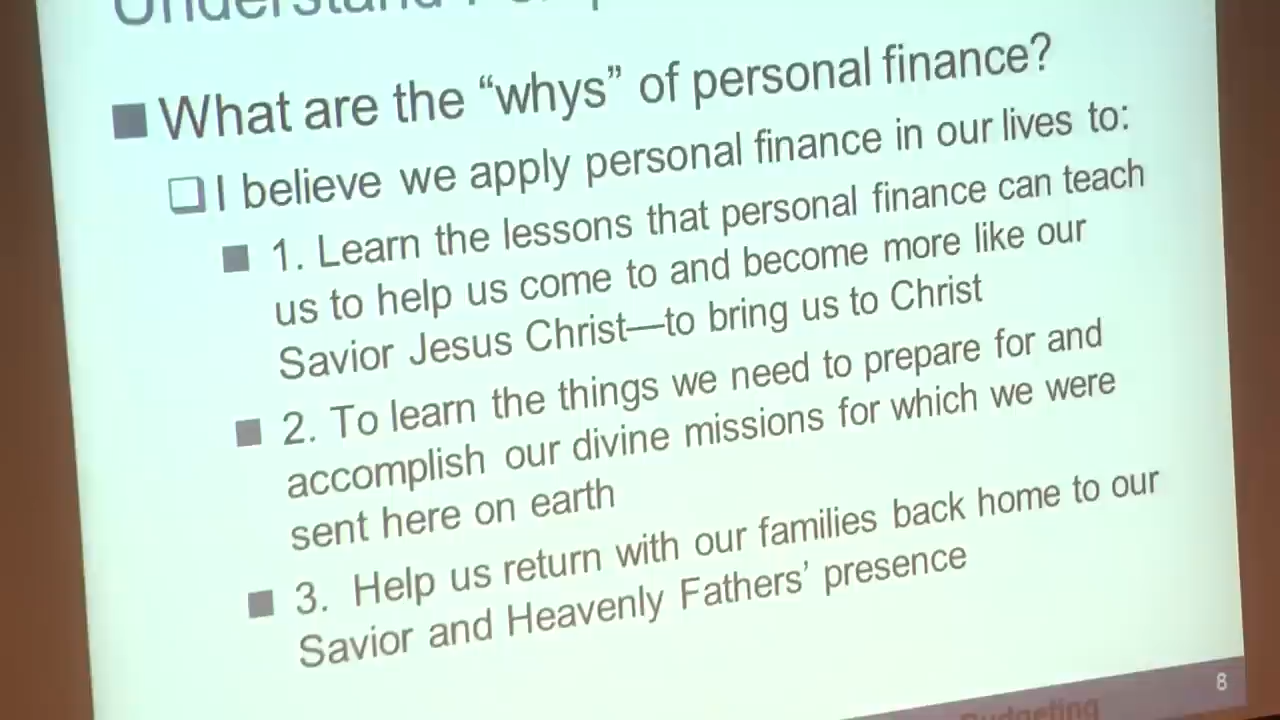 Understand
What are the “whys” of personal finance?
I believe we apply personal finance in our lives to:
1. Learn the lessons that personal finance can teach
us to help us come to and become more like our
Savior Jesus Christ—to bring us to Christ
2. To learn the things we need to prepare for and
accomplish our divine missions for which we were
sent here on earth
3. Help us return with our families back home to our
Savior and Heavenly Fathers’ presence
8
Budgeting